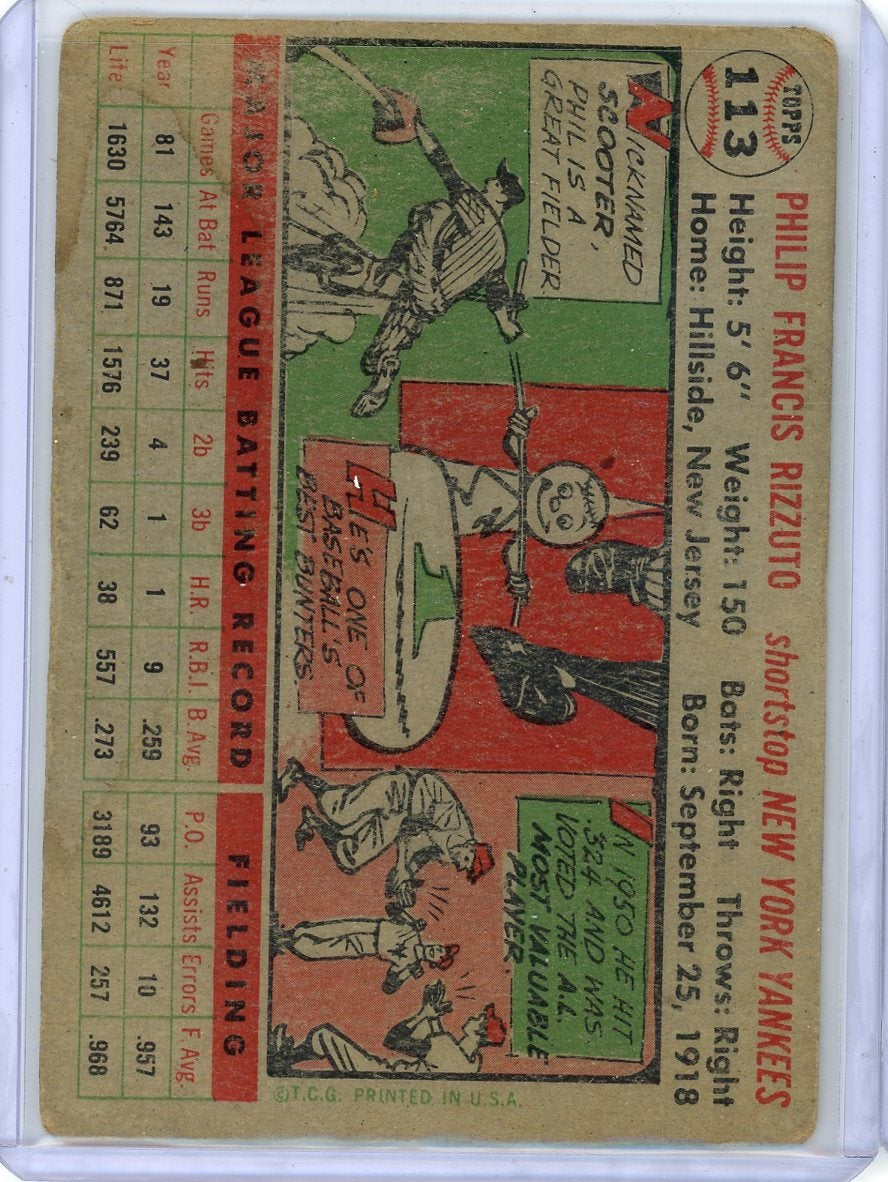 TOPPS
113
PHILIP FRANCIS RIZZUTO shortstop NEW YORK YANKEES
Height: 5' 6" Weight: 150 Bats: Right Throws: Right
Home: Hillside, New Jersey Born: September 25, 1918
NICKNAMED
SCOOTER,
PHIL IS A
GREAT FIELDER
HE'S ONE OF
BASEBALL'S
BEST BUNTERS
IN 1950 HE HIT
.324 AND WAS
VOTED THE A.L.
MOST VALUABLE
PLAYER.
©T.C.G. PRINTED IN U.S.A.
MAJOR LEAGUE BATTING RECORD FIELDING
Games At Bat Runs Hits 2b 3b H.R. R.B.I. B Avg. P.O. Assists Errors F. Avg.
Year 81 143 19 37 4 1 1 9 .259 93 132 10 .957
Life 1630 5764 871 1576 239 62 38 557 .273 3189 4612 257 .968